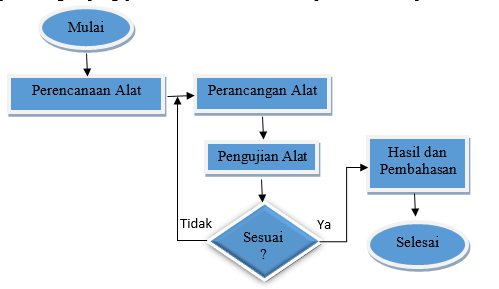 Mulai
Perencanaan Alat
Perancangan Alat
Pengujian Alat
Sesuai
?
Tidak
Ya
Hasil dan
Pembahasan
Selesai